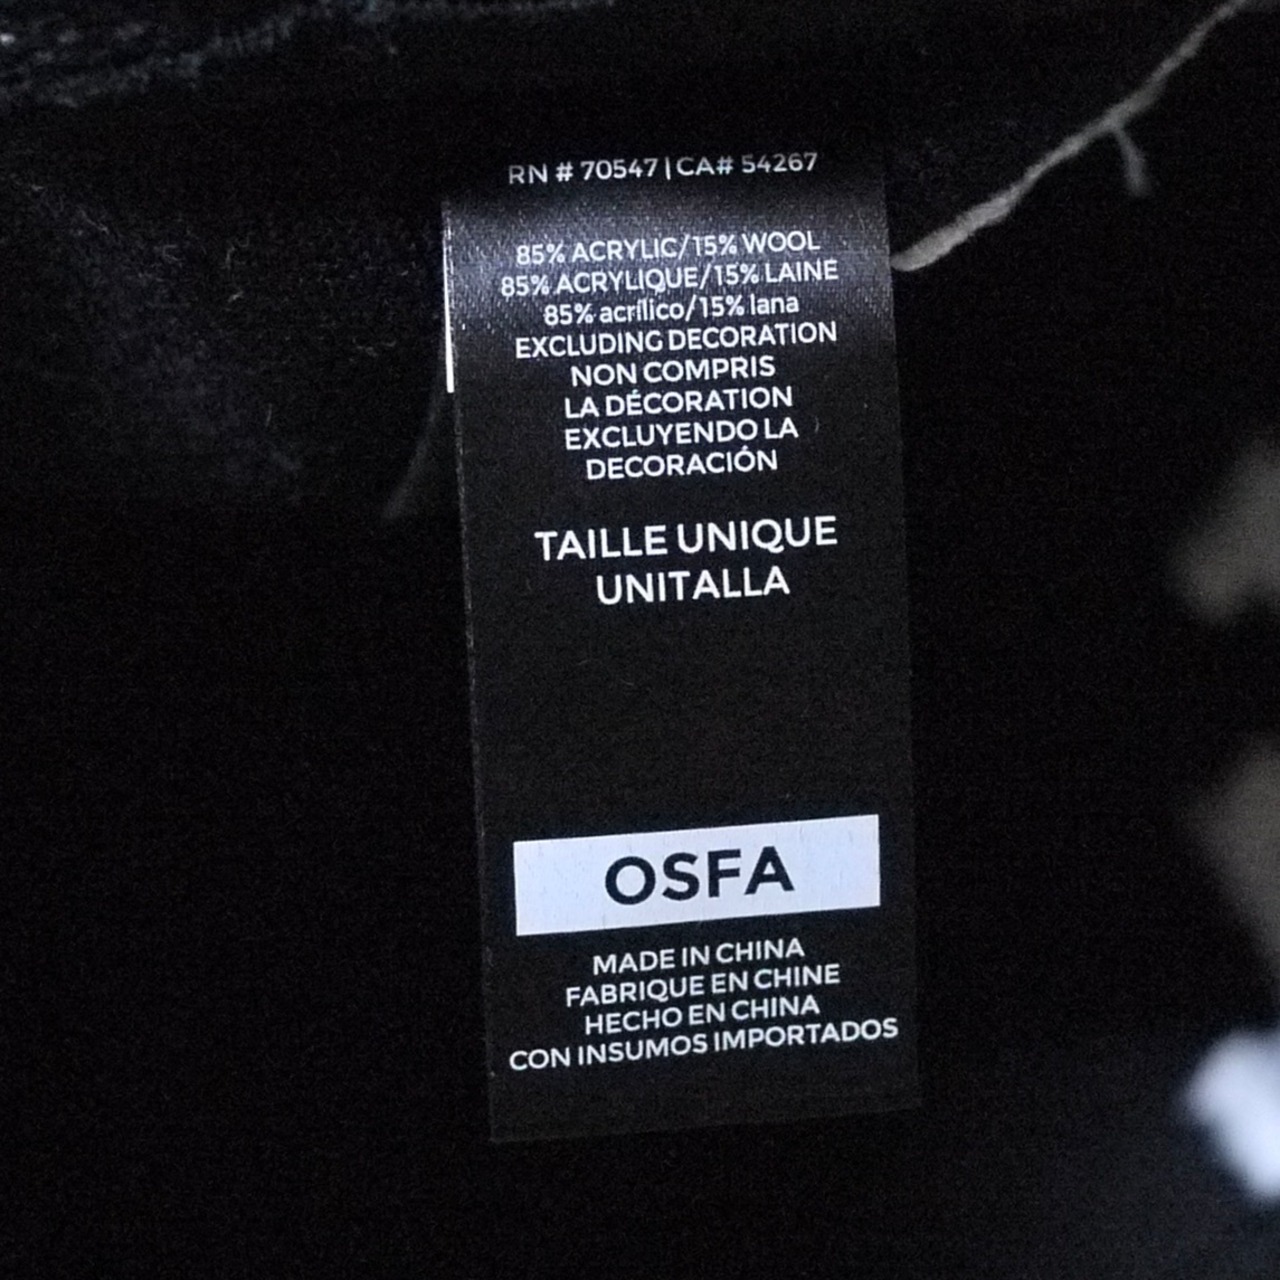 RN # 70547 | CA# 54267
85% ACRYLIC/15% WOOL
85% ACRYLIQUE/15% LAINE
85% acrílico/15% lana
EXCLUDING DECORATION
NON COMPRIS
LA DÉCORATION
EXCLUYENDO LA
DECORACIÓN
TAILLE UNIQUE
UNITALLA
OSFA
MADE IN CHINA
FABRIQUE EN CHINE
HECHO EN CHINA
CON INSUMOS IMPORTADOS